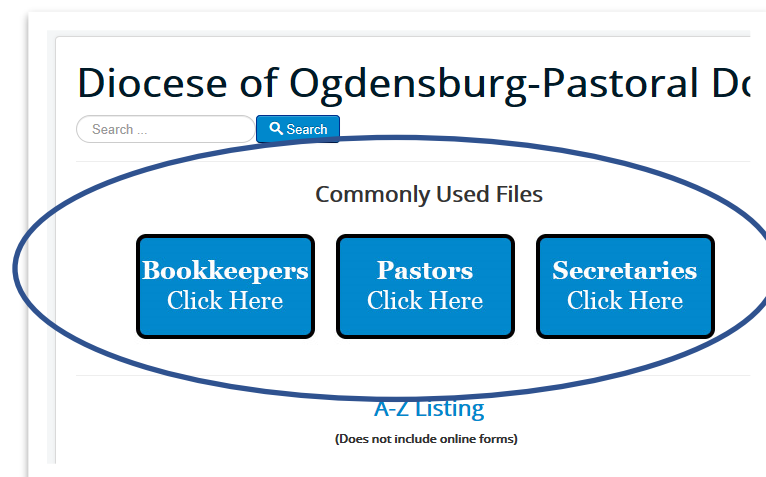 Diocese of Ogdensburg-Pastoral
Search ...
Search
Commonly Used Files
Bookkeepers
Click Here
Pastors
Click Here
Secretaries
Click Here
A-Z Listing
(Does not include online forms)